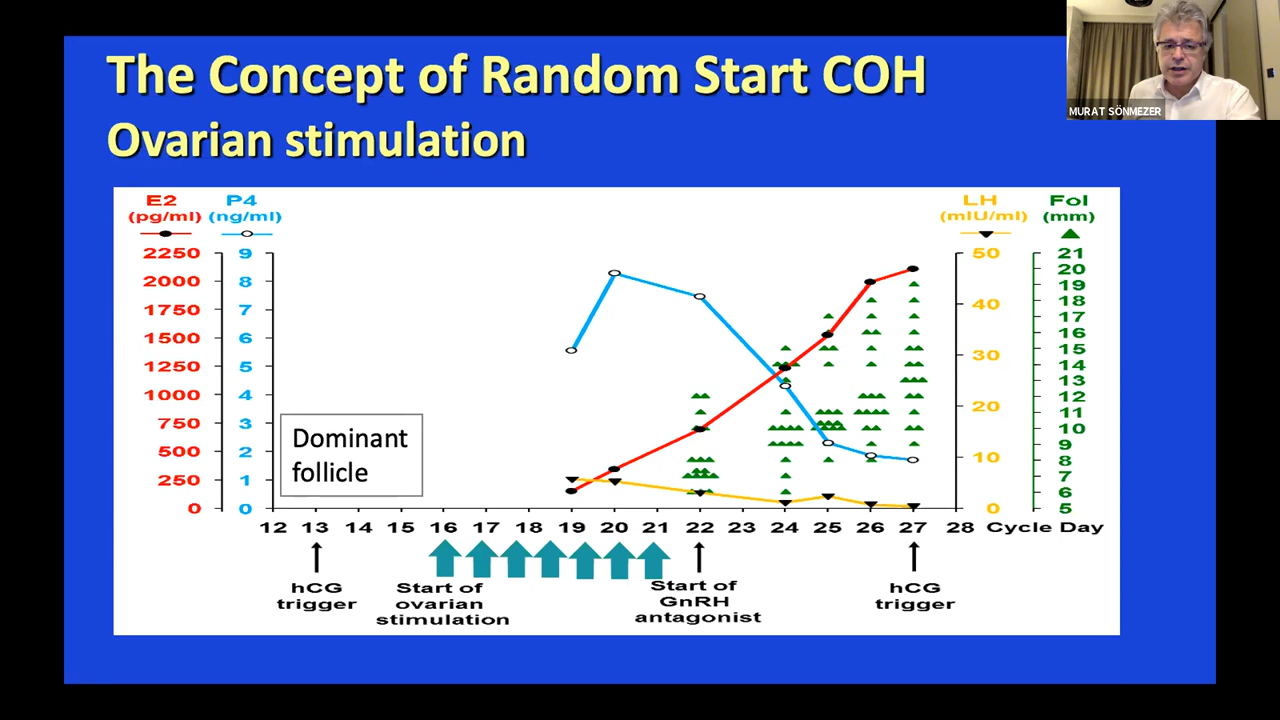 The Concept of Random Start COH
Ovarian stimulation
MURAT SÖNMEZER
E2
(pg/ml)
P4
(ng/ml)
LH
(mIU/ml)
Fol
(mm)
2250
2000
1750
1500
1250
1000
750
500
250
0
9
8
7
6
5
4
3
2
1
0
50
40
30
20
10
0
21
20
19
18
17
16
15
14
13
12
11
10
9
8
7
6
5
Dominant
follicle
12 13 14 15 16 17 18 19 20 21 22 23 24 25 26 27 28 Cycle Day
hCG
trigger
Start of
ovarian
stimulation
Start of
GnRH
antagonist
hCG
trigger